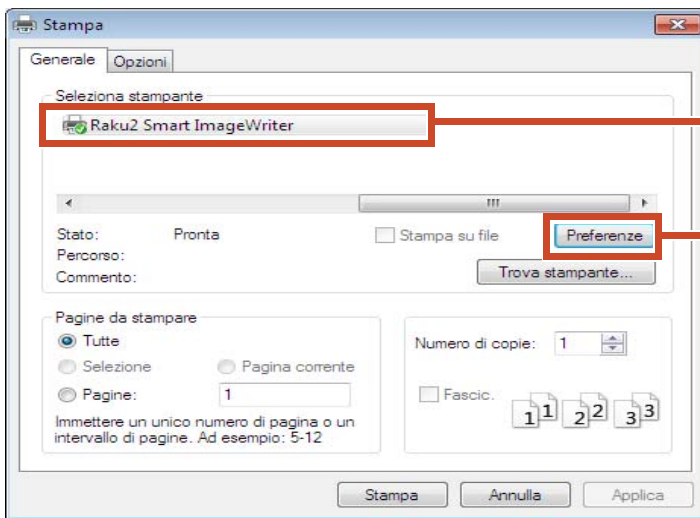 Stampa
Generale Opzioni
Seleziona stampante
Raku2 Smart ImageWriter
Stato: Pronta
Stampa su file
Preferenze
Percorso:
Commento:
Trova stampante...
Pagine da stampare
Tutte
Selezione Pagina corrente
Pagine: 1
Immettere un unico numero di pagina o un
intervallo di pagine. Ad esempio: 5-12
Numero di copie: 1
Fascic.
1 1 2 2 3 3
Stampa Annulla Applica